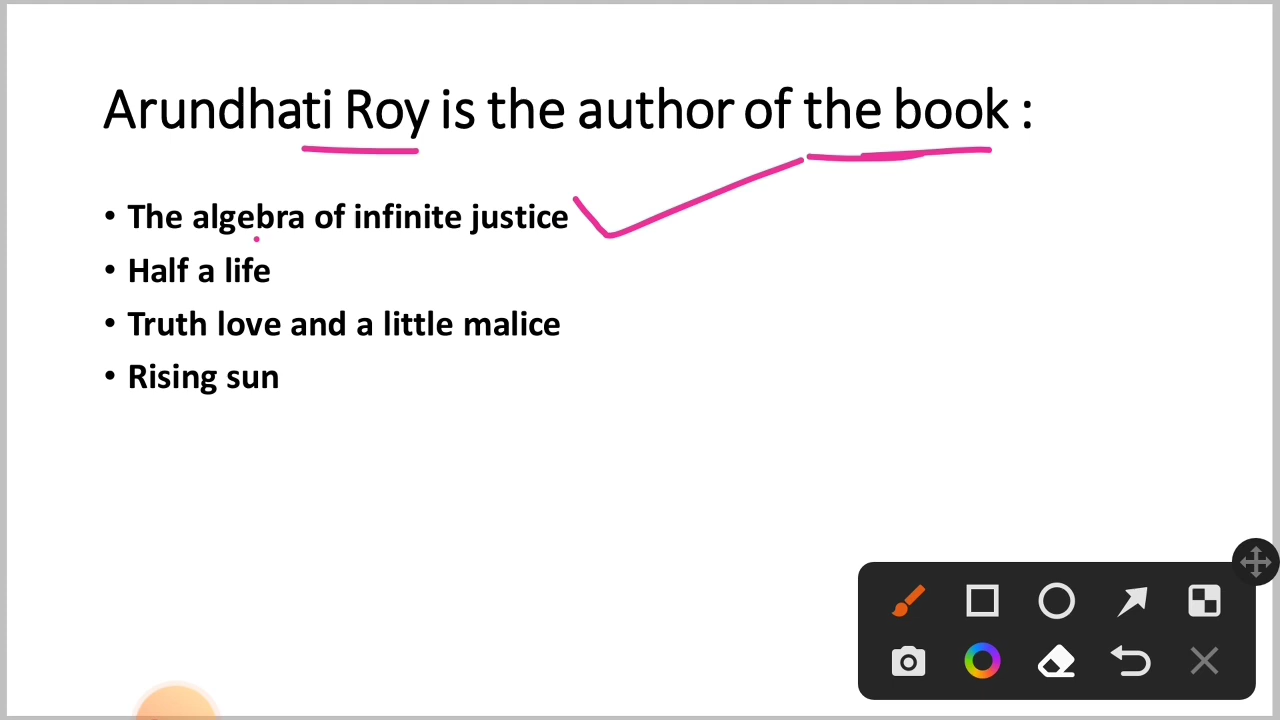 Arundhati Roy is the author of the book :
• The algebra of infinite justice
• Half a life
• Truth love and a little malice
• Rising sun